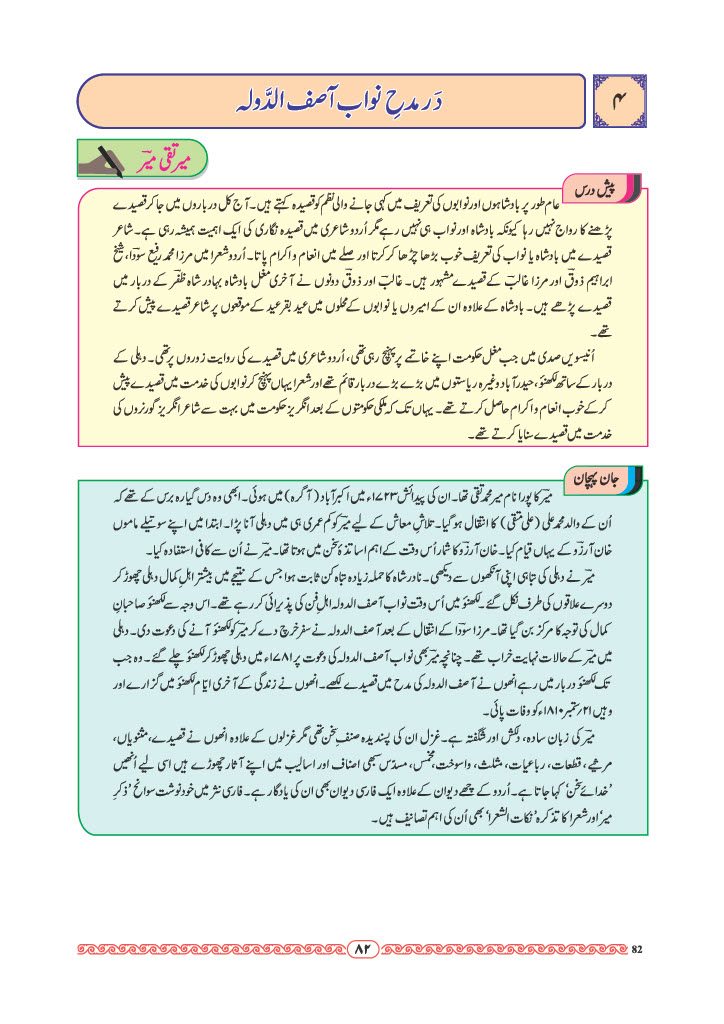 ۴
دَر مدحِ نواب آصف الدَّولہ
میر تقی میرؔ
پیش درس
عام طور پر بادشاہوں اور نوابوں کی تعریف میں کہی جانے والی نظم کو قصیدہ کہتے ہیں۔ آج کل درباروں میں جا کر قصیدے
پڑھنے کا رواج نہیں رہا کیونکہ بادشاہ اور نواب ہی نہیں رہے مگر اُردو شاعری میں قصیدہ نگاری کی ایک اہمیت ہمیشہ رہی ہے۔ شاعر
قصیدے میں بادشاہ یا نواب کی تعریف خوب بڑھا چڑھا کر کرتا اور صلے میں انعام و اکرام پاتا۔ اُردو شعرا میں مرزا محمد رفیع سوداؔ، شیخ
ابراہیم ذوقؔ اور مرزا غالبؔ کے قصیدے مشہور ہیں۔ غالبؔ اور ذوقؔ دونوں نے آخری مغل بادشاہ بہادر شاہ ظفرؔ کے دربار میں
قصیدے پڑھے ہیں۔ بادشاہ کے علاوہ ان کے امیروں یا نوابوں کے محلوں میں عید بقرعید کے موقعوں پر شاعر قصیدے پیش کرتے
تھے۔
اُنیسویں صدی میں جب مغل حکومت اپنے خاتمے پر پہنچ رہی تھی، اُردو شاعری میں قصیدے کی روایت زوروں پر تھی۔ دہلی کے
دربار کے ساتھ لکھنؤ، حیدرآباد وغیرہ ریاستوں میں بڑے بڑے دربار قائم تھے اور شعرا یہاں پہنچ کر نوابوں کی خدمت میں قصیدے پیش
کر کے خوب انعام و اکرام حاصل کرتے تھے۔ یہاں تک کہ ملکی حکومتوں کے بعد انگریز حکومت میں بہت سے شاعر انگریز گورنروں کی
خدمت میں قصیدے سنایا کرتے تھے۔
جان پہچان
میرؔ کا پورا نام میر محمد تقی تھا۔ ان کی پیدائش ۱۷۲۳ء میں اکبرآباد (آگرہ) میں ہوئی۔ ابھی وہ دس گیارہ برس کے تھے کہ
اُن کے والد محمد علی (علی متقی) کا انتقال ہوگیا۔ تلاشِ معاش کے لیے میرؔ کو کم عمری ہی میں دہلی آنا پڑا۔ ابتدا میں اپنے سوتیلے ماموں
خان آرزوؔ کے یہاں قیام کیا۔ خان آرزوؔ کا شمار اُس وقت کے اہم اساتذۂ سخن میں ہوتا تھا۔ میرؔ نے اُن سے کافی استفادہ کیا۔
میرؔ نے دہلی کی تباہی اپنی آنکھوں سے دیکھی۔ نادر شاہ کا حملہ زیادہ تباہ کن ثابت ہوا جس کے نتیجے میں بیشتر اہلِ کمال دہلی چھوڑ کر
دوسرے علاقوں کی طرف نکل گئے۔ لکھنؤ میں اُس وقت نواب آصف الدولہ اہلِ فن کی پذیرائی کر رہے تھے۔ اس وجہ سے لکھنؤ صاحبانِ
کمال کی توجہ کا مرکز بن گیا تھا۔ مرزا سوداؔ کے انتقال کے بعد آصف الدولہ نے سفر خرچ دے کر میرؔ کو لکھنؤ آنے کی دعوت دی۔ دہلی
میں میرؔ کے حالات نہایت خراب تھے۔ چنانچہ میرؔ بھی نواب آصف الدولہ کی دعوت پر ۱۷۸۱ء میں دہلی چھوڑ کر لکھنؤ چلے گئے۔ وہ جب
تک لکھنؤ دربار میں رہے انھوں نے آصف الدولہ کی مدح میں قصیدے لکھے۔ انھوں نے زندگی کے آخری ایّام لکھنؤ میں گزارے اور
وہیں ۲۱؍ستمبر ۱۸۱۰ء کو وفات پائی۔
میرؔ کی زبان سادہ، دلکش اور شگفتہ ہے۔ غزل ان کی پسندیدہ صنفِ سخن تھی مگر غزلوں کے علاوہ انھوں نے قصیدے، مثنویاں،
مرثیے، قطعات، رباعیات، مثلث، واسوخت، مخمس، مسدّس سبھی اصناف اور اسالیب میں اپنے آثار چھوڑے ہیں اسی لیے اُنھیں
’خدائے سخن‘ کہا جاتا ہے۔ اُردو کے چھے دیوان کے علاوہ ایک فارسی دیوان بھی ان کی یادگار ہے۔ فارسی نثر میں خودنوشت سوانح ’ذکرِ
میر‘ اور شعرا کا تذکرہ ’نکات الشعرا‘ بھی اُن کی اہم تصانیف ہیں۔
۸۲
82